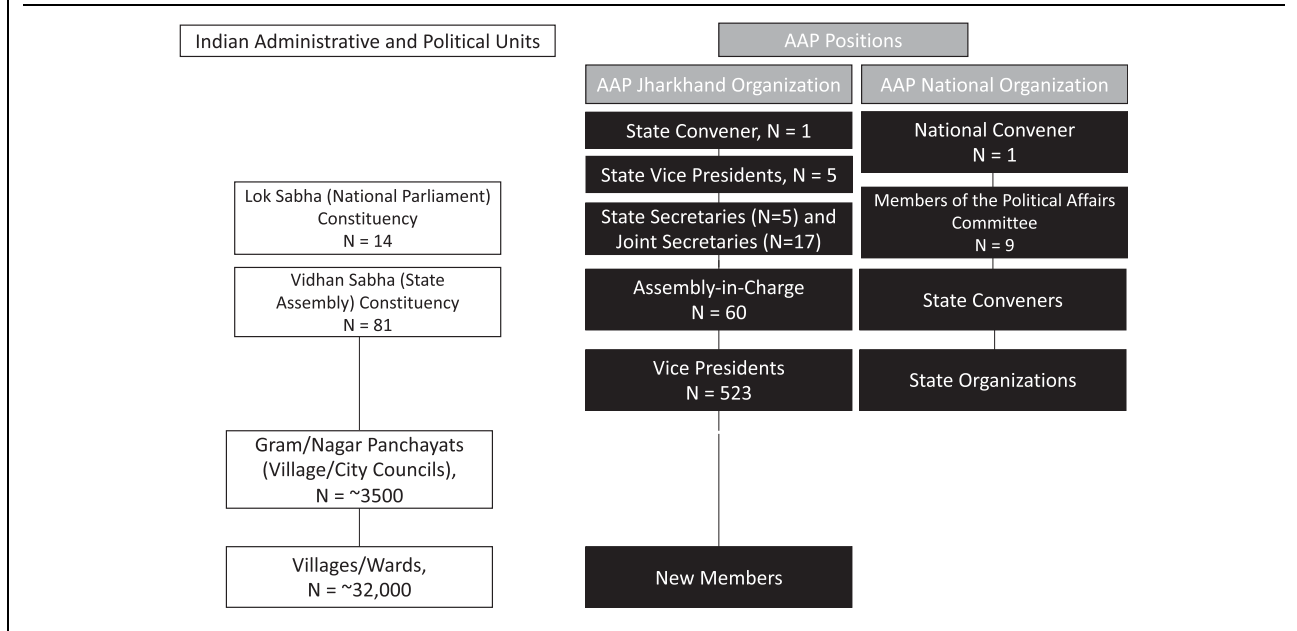 Indian Administrative and Political Units
AAP Positions
AAP Jharkhand Organization
AAP National Organization
State Convener, N = 1
National Convener
N = 1
State Vice Presidents, N = 5
Lok Sabha (National Parliament)
Constituency
N = 14
State Secretaries (N=5) and
Joint Secretaries (N=17)
Members of the Political Affairs
Committee
N = 9
Vidhan Sabha (State
Assembly) Constituency
N = 81
Assembly-in-Charge
N = 60
State Conveners
Vice Presidents
N = 523
State Organizations
Gram/Nagar Panchayats
(Village/City Councils),
N = ~3500
Villages/Wards,
N = ~32,000
New Members